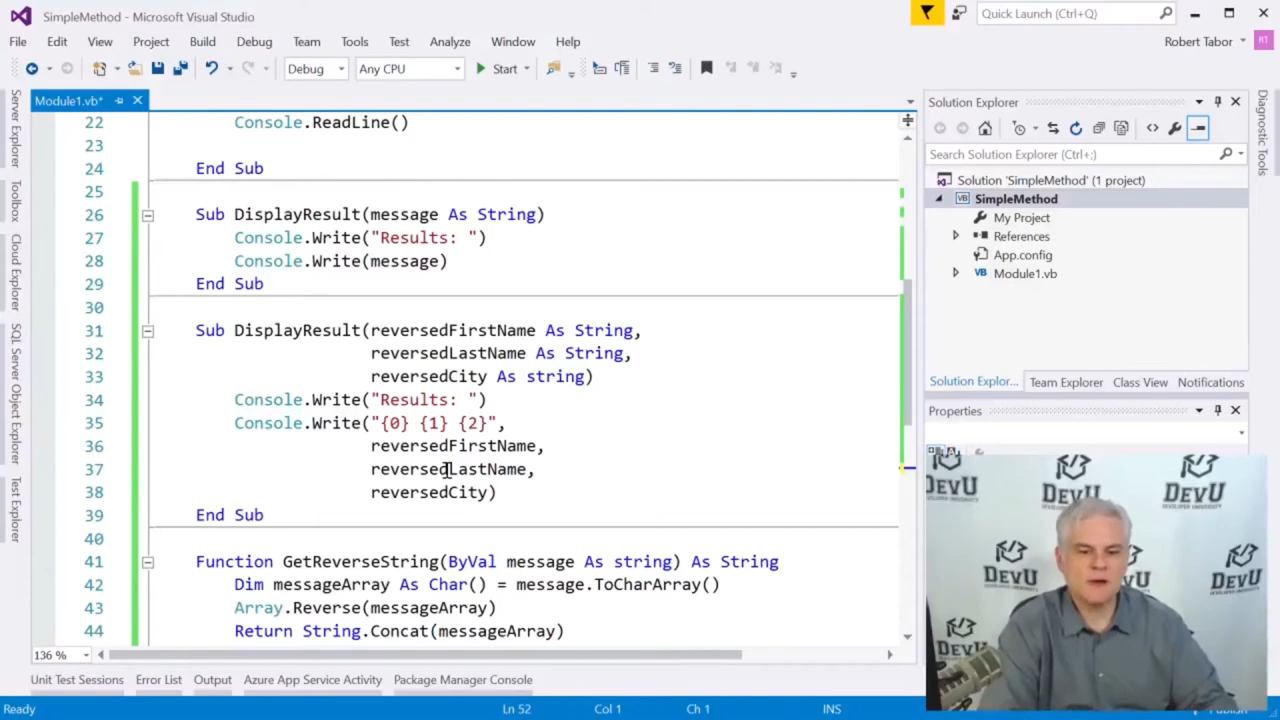 SimpleMethod - Microsoft Visual Studio
Quick Launch (Ctrl+Q)
File Edit View Project Build Debug Team Tools Test Analyze Window Help
Robert Tabor RT
Debug Any CPU Start
Module1.vb*
Server Explorer
Toolbox
Cloud Explorer
SQL Server Object Explorer
Test Explorer
22 Console.ReadLine()
23
24 End Sub
25
26 Sub DisplayResult(message As String)
27 Console.Write("Results: ")
28 Console.Write(message)
29 End Sub
30
31 Sub DisplayResult(reversedFirstName As String,
32 reversedLastName As String,
33 reversedCity As string)
34 Console.Write("Results: ")
35 Console.Write("{0} {1} {2}",
36 reversedFirstName,
37 reversedLastName,
38 reversedCity)
39 End Sub
40
41 Function GetReverseString(ByVal message As string) As String
42 Dim messageArray As Char() = message.ToCharArray()
43 Array.Reverse(messageArray)
44 Return String.Concat(messageArray)
136 %
Solution Explorer
Search Solution Explorer (Ctrl+;)
Solution 'SimpleMethod' (1 project)
SimpleMethod
My Project
References
App.config
Module1.vb
Solution Explor... Team Explorer Class View Notifications
Properties
Diagnostic Tools
DevU DevU DevU
DEVELOPER UNIVERSITY
DevU DevU DevU
DevU DevU
Unit Test Sessions Error List Output Azure App Service Activity Package Manager Console
Ready Ln 52 Col 1 Ch 1 INS Publish